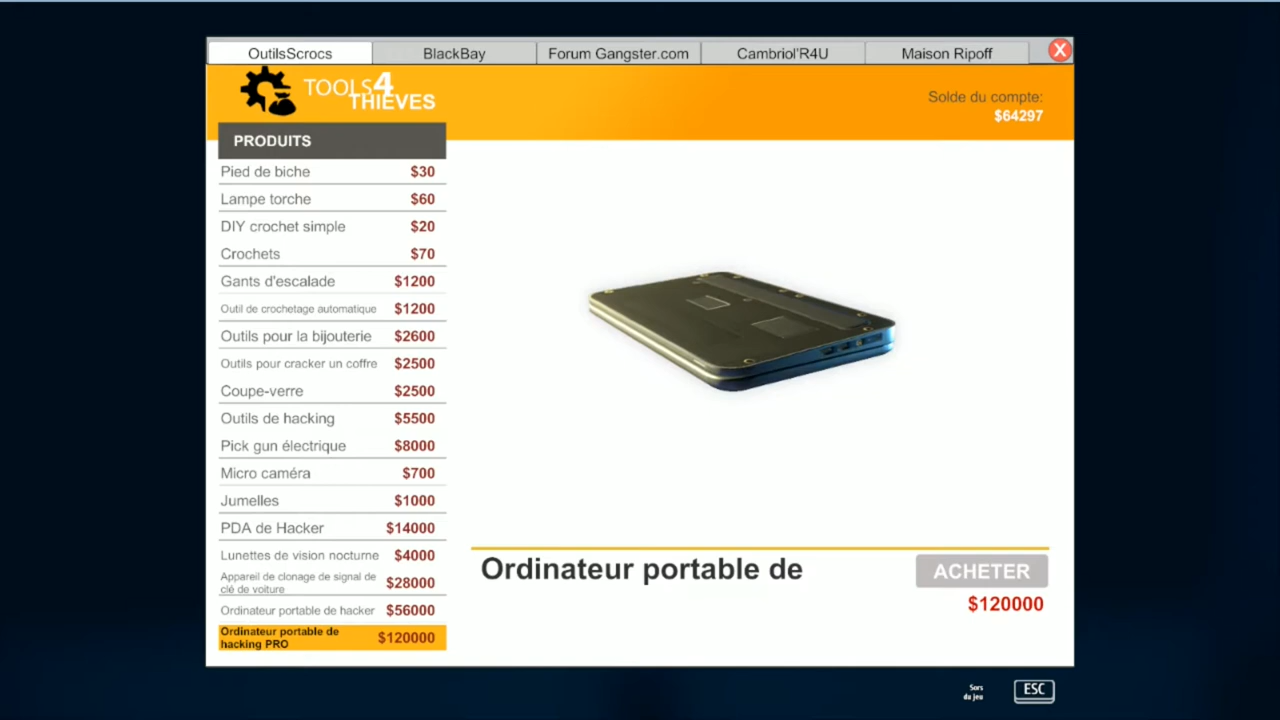 OutilsScrocs
BlackBay
Forum Gangster.com
Cambriol'R4U
Maison Ripoff
TOOLS4
THIEVES
Solde du compte:
$64297
PRODUITS
Pied de biche $30
Lampe torche $60
DIY crochet simple $20
Crochets $70
Gants d'escalade $1200
Outil de crochetage automatique $1200
Outils pour la bijouterie $2600
Outils pour cracker un coffre $2500
Coupe-verre $2500
Outils de hacking $5500
Pick gun électrique $8000
Micro caméra $700
Jumelles $1000
PDA de Hacker $14000
Lunettes de vision nocturne $4000
Appareil de clonage de signal de
clé de voiture $28000
Ordinateur portable de hacker $56000
Ordinateur portable de
hacking PRO $120000
Ordinateur portable de
ACHETER
$120000
Sors
du jeu
ESC